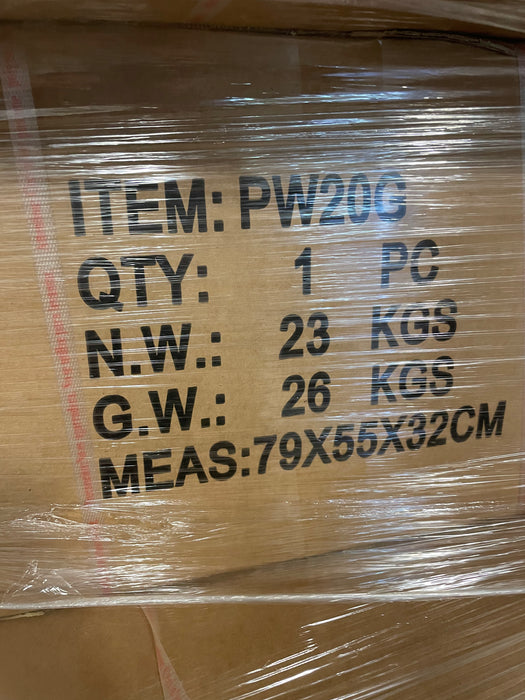 ITEM: PW20G
QTY: 1 PC
N.W.: 23 KGS
G.W.: 26 KGS
MEAS:79X55X32CM